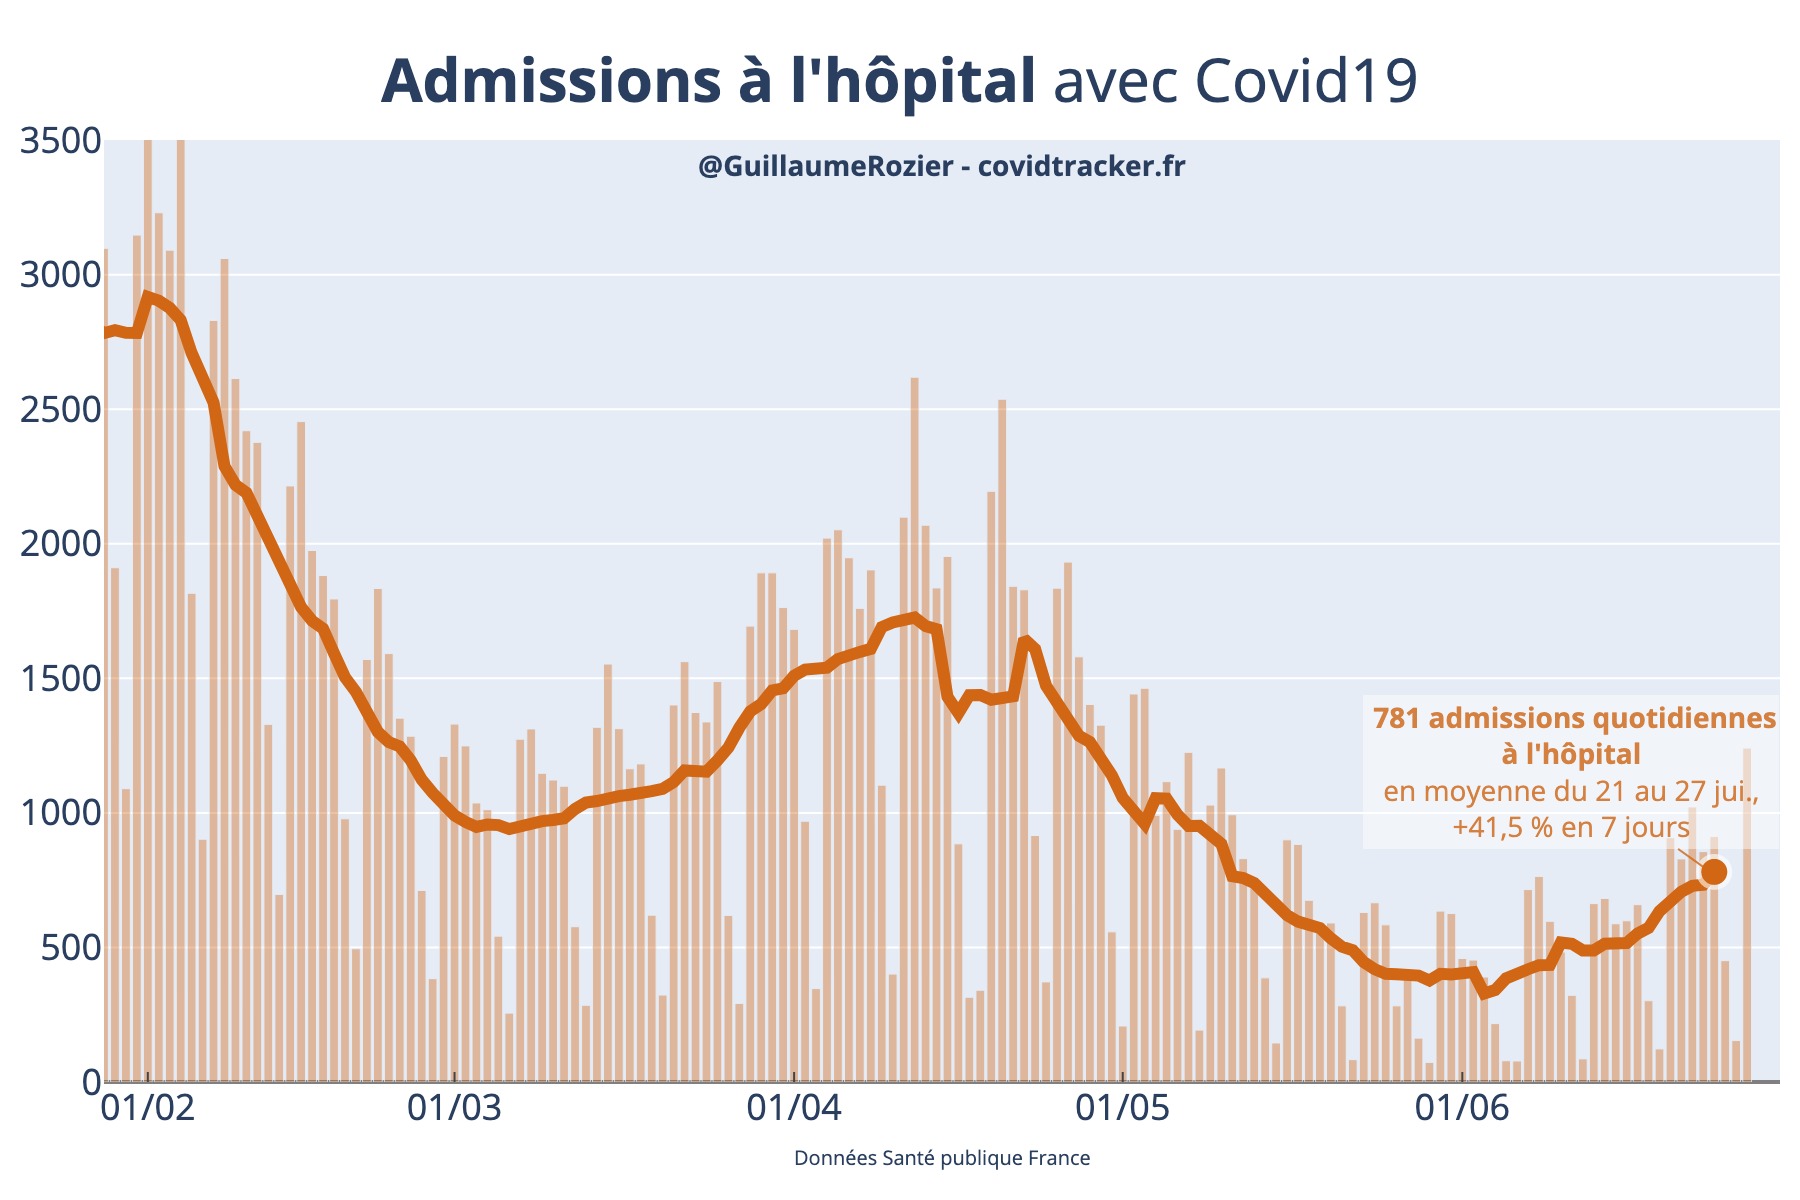 Admissions à l'hôpital avec Covid19
@GuillaumeRozier - covidtracker.fr
3500
3000
2500
2000
1500
1000
500
0
781 admissions quotidiennes
à l'hôpital
en moyenne du 21 au 27 jui.,
+41,5 % en 7 jours
01/02 01/03 01/04 01/05 01/06
Données Santé publique France